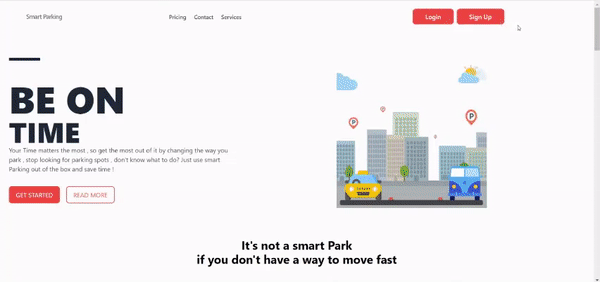 Smart Parking
Pricing Contact Services
Login Sign Up
BE ON
TIME
Your Time matters the most , so get the most out of it by changing the way you
park , stop looking for parking spots . don't know what to do? Just use smart
Parking out of the box and save time !
GET STARTED READ MORE
P
P
It's not a smart Park
if you don't have a way to move fast